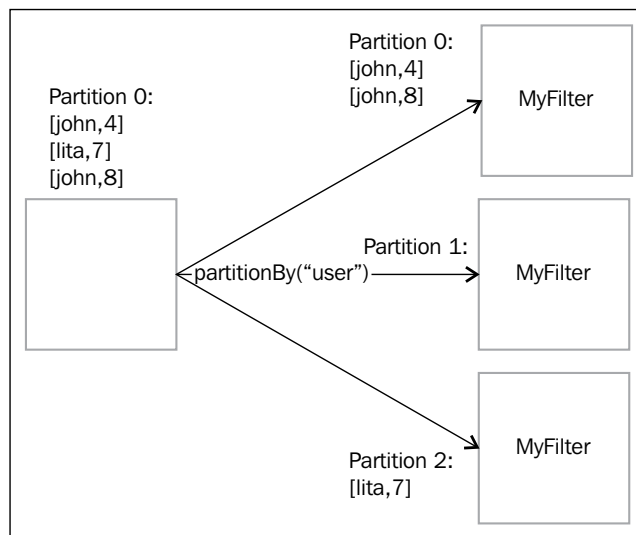 Partition 0:
[john,4]
[lita,7]
[john,8]
Partition 0:
[john,4]
[john,8]
MyFilter
partitionBy(“user”)
Partition 1:
MyFilter
Partition 2:
[lita,7]
MyFilter